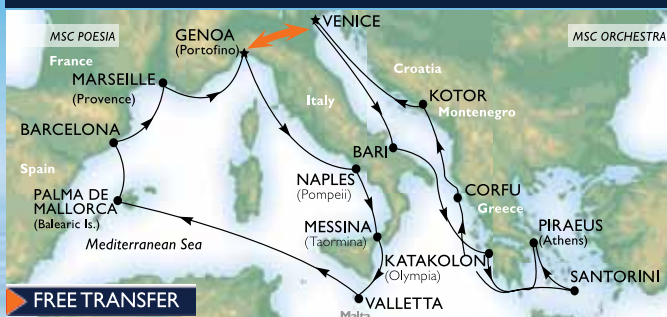 MSC POESIA
GENOA
(Portofino)
VENICE
MSC ORCHESTRA
France
MARSEILLE
(Provence)
Croatia
KOTOR
Montenegro
Italy
BARCELONA
BARI
Spain
NAPLES
(Pompeii)
PALMA DE
MALLORCA
(Balearic Is.)
CORFU
Greece
MESSINA
(Taormina)
PIRAEUS
(Athens)
Mediterranean Sea
KATAKOLON
(Olympia)
SANTORINI
FREE TRANSFER
VALLETTA
Malta